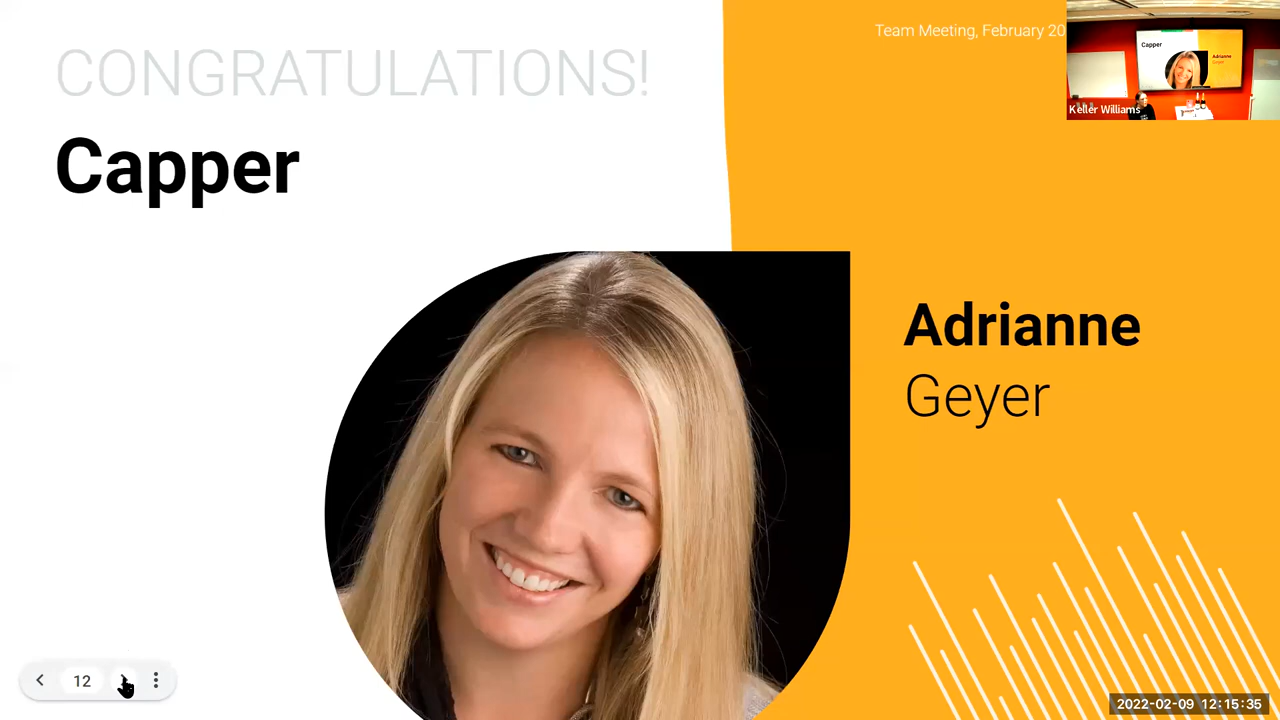 CONGRATULATIONS!
Team Meeting, February 20
Capper
Capper
Adrianne
Geyer
Keller Williams
Adrianne
Geyer
12
2022-02-09 12:15:35